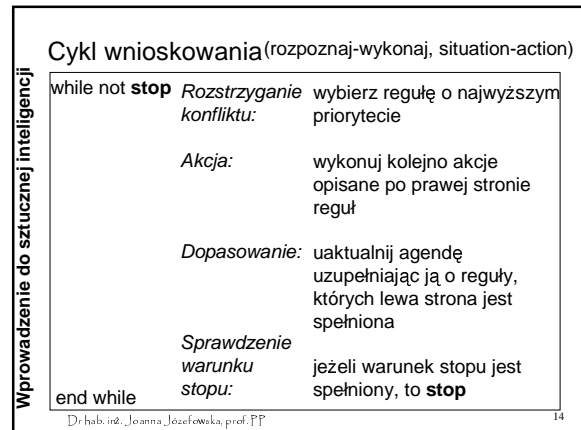 Cykl wnioskowania (rozpoznaj-wykonaj, situation-action)
Wprowadzenie do sztucznej inteligencji
while not stop
Rozstrzyganie konfliktu: wybierz regułę o najwyższym priorytecie
Akcja: wykonuj kolejno akcje opisane po prawej stronie reguł
Dopasowanie: uaktualnij agendę uzupełniając ją o reguły, których lewa strona jest spełniona
Sprawdzenie warunku stopu: jeżeli warunek stopu jest spełniony, to stop
end while
Dr hab. inż. Joanna Józefowska, prof. PP
14